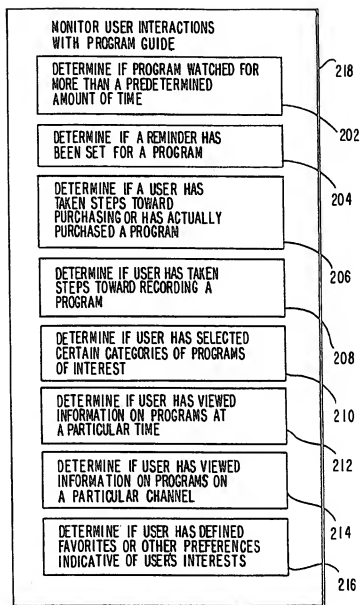 MONITOR USER INTERACTIONS
WITH PROGRAM GUIDE
218
DETERMINE IF PROGRAM WATCHED FOR
MORE THAN A PREDETERMINED
AMOUNT OF TIME
202
DETERMINE IF A REMINDER HAS
BEEN SET FOR A PROGRAM
204
DETERMINE IF A USER HAS
TAKEN STEPS TOWARD
PURCHASING OR HAS ACTUALLY
PURCHASED A PROGRAM
206
DETERMINE IF USER HAS TAKEN
STEPS TOWARD RECORDING A
PROGRAM
208
DETERMINE IF USER HAS SELECTED
CERTAIN CATEGORIES OF PROGRAMS
OF INTEREST
210
DETERMINE IF USER HAS VIEWED
INFORMATION ON PROGRAMS AT
A PARTICULAR TIME
212
DETERMINE IF USER HAS VIEWED
INFORMATION ON PROGRAMS ON
A PARTICULAR CHANNEL
214
DETERMINE IF USER HAS DEFINED
FAVORITES OR OTHER PREFERENCES
INDICATIVE OF USER'S INTERESTS
216